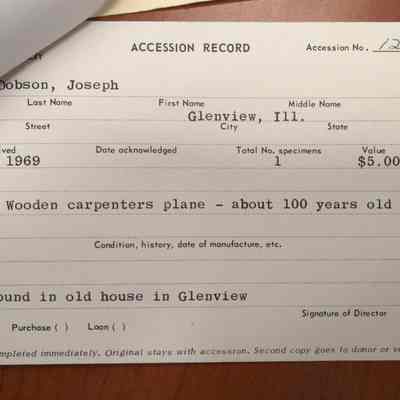 ACCESSION RECORD
Accession No. 12
Dobson, Joseph
Last Name First Name Middle Name
Glenview, Ill.
Street City State
ved Date acknowledged Total No. specimens Value
1969 1 $5.00
Wooden carpenters plane - about 100 years old
Condition, history, date of manufacture, etc.
ound in old house in Glenview
Signature of Director
Purchase ( ) Loan ( )
mpleted immediately. Original stays with accession. Second copy goes to donor or